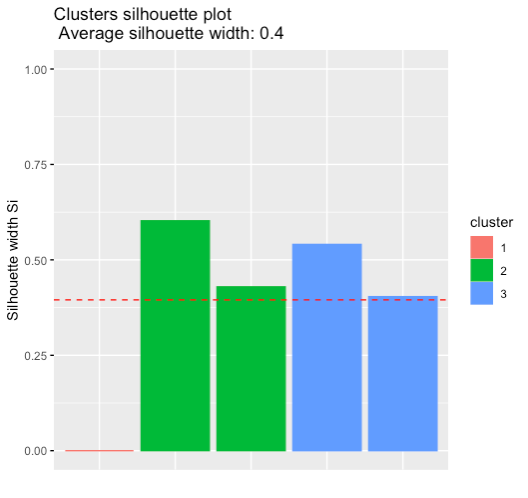 Clusters silhouette plot
Average silhouette width: 0.4
1.00
0.75
0.50
0.25
0.00
Silhouette width Si
cluster
1
2
3